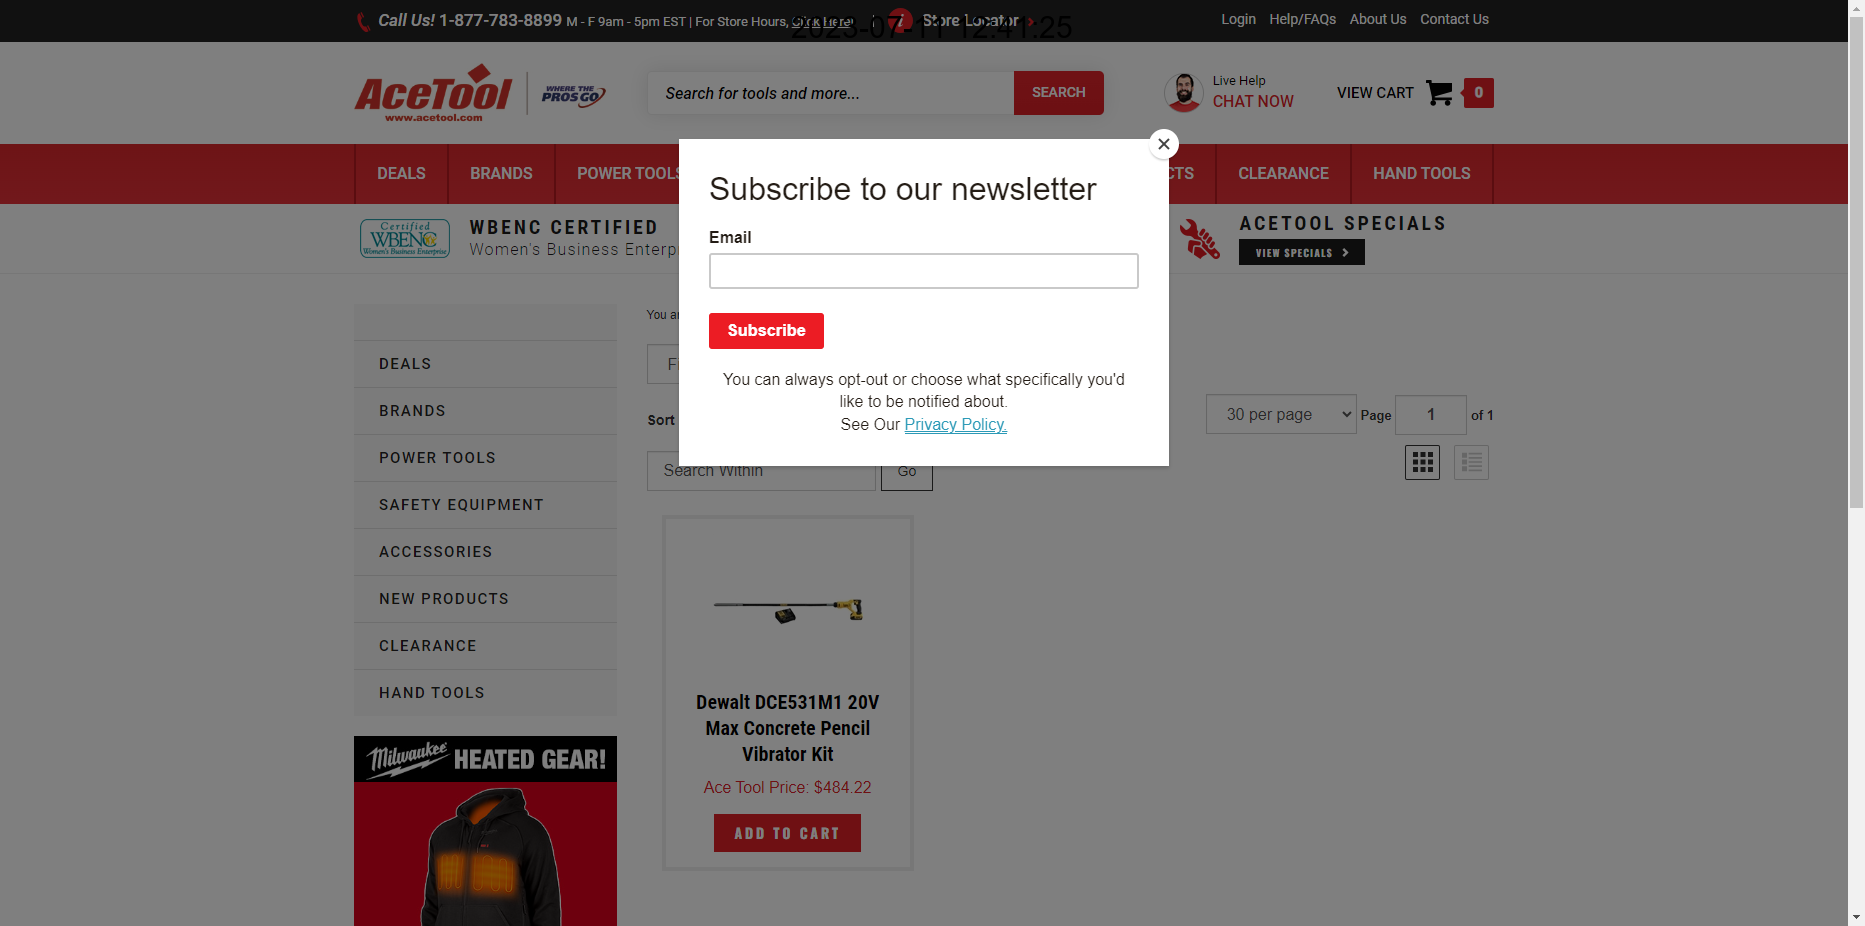 Call Us! 1-877-783-8899 M - F 9am - 5pm EST | For Store Hours, Click Here! | i Store Locator
2023-07-11 12:41:25
Login Help/FAQs About Us Contact Us
AceTool
www.acetool.com
WHERE THE
PROS GO
Search for tools and more...
SEARCH
Live Help
CHAT NOW
VIEW CART 0
DEALS BRANDS POWER TOOLS CLEARANCE HAND TOOLS
Certified
WBENC
Women's Business Enterprise
WBENC CERTIFIED
Women's Business Enterp
ACETOOL SPECIALS
VIEW SPECIALS
Subscribe to our newsletter
Email
Subscribe
You can always opt-out or choose what specifically you'd
like to be notified about.
See Our Privacy Policy.
You a
DEALS
BRANDS
POWER TOOLS
SAFETY EQUIPMENT
ACCESSORIES
NEW PRODUCTS
CLEARANCE
HAND TOOLS
Sort
30 per page Page 1 of 1
Search Within Go
Dewalt DCE531M1 20V
Max Concrete Pencil
Vibrator Kit
Ace Tool Price: $484.22
ADD TO CART
Milwaukee HEATED GEAR!